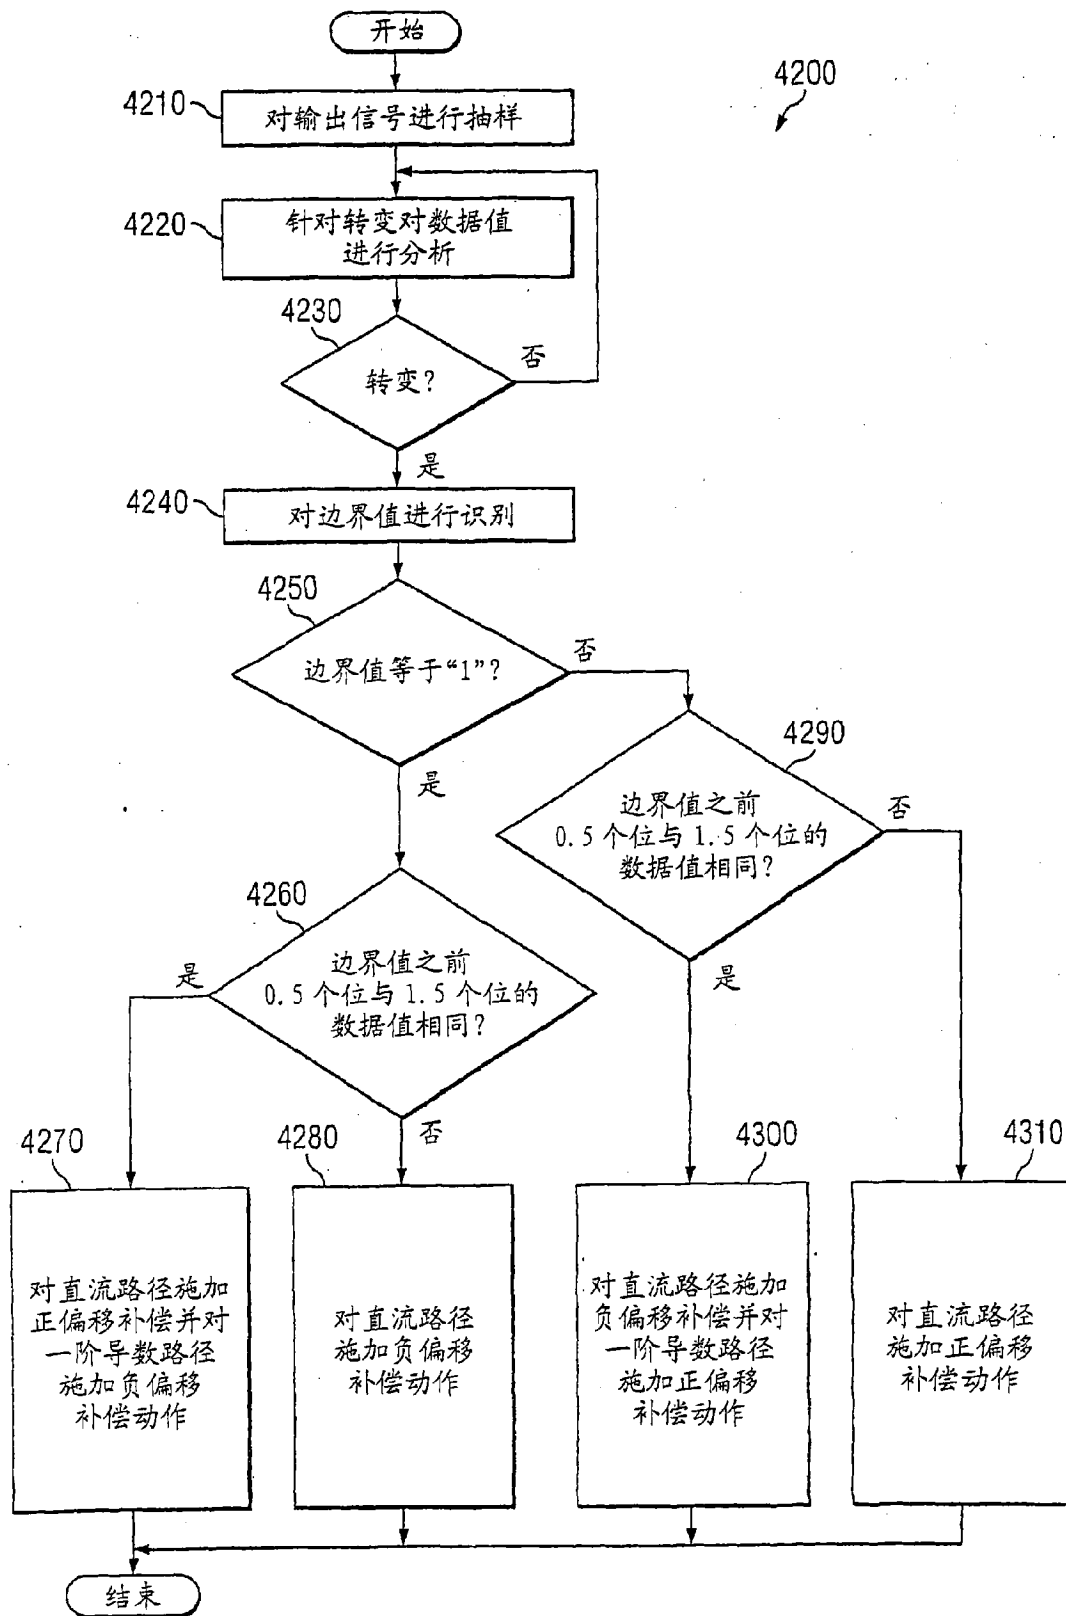 开始
4200
4210
对输出信号进行抽样
4220
针对转变对数据值
进行分析
4230
转变?
否
是
4240
对边界值进行识别
4250
边界值等于“1”?
否
是
4290
边界值之前
0.5个位与1.5个位的
数据值相同?
否
是
4260
边界值之前
0.5个位与1.5个位的
数据值相同?
是
否
4270
对直流路径施加
正偏移补偿并对
一阶导数路径
施加负偏移
补偿动作
4280
对直流路径
施加负偏移
补偿动作
4300
对直流路径施加
负偏移补偿并对
一阶导数路径
施加正偏移
补偿动作
4310
对直流路径
施加正偏移
补偿动作
结束